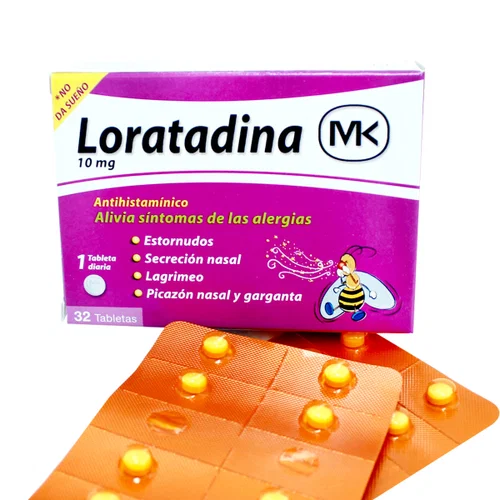 *NO
DA SUEÑO
Loratadina
10 mg
MK
Antihistamínico
Alivia síntomas de las alergias
Estornudos
Secreción nasal
Lagrimeo
Picazón nasal y garganta
1 Tableta
diaria
32 Tabletas